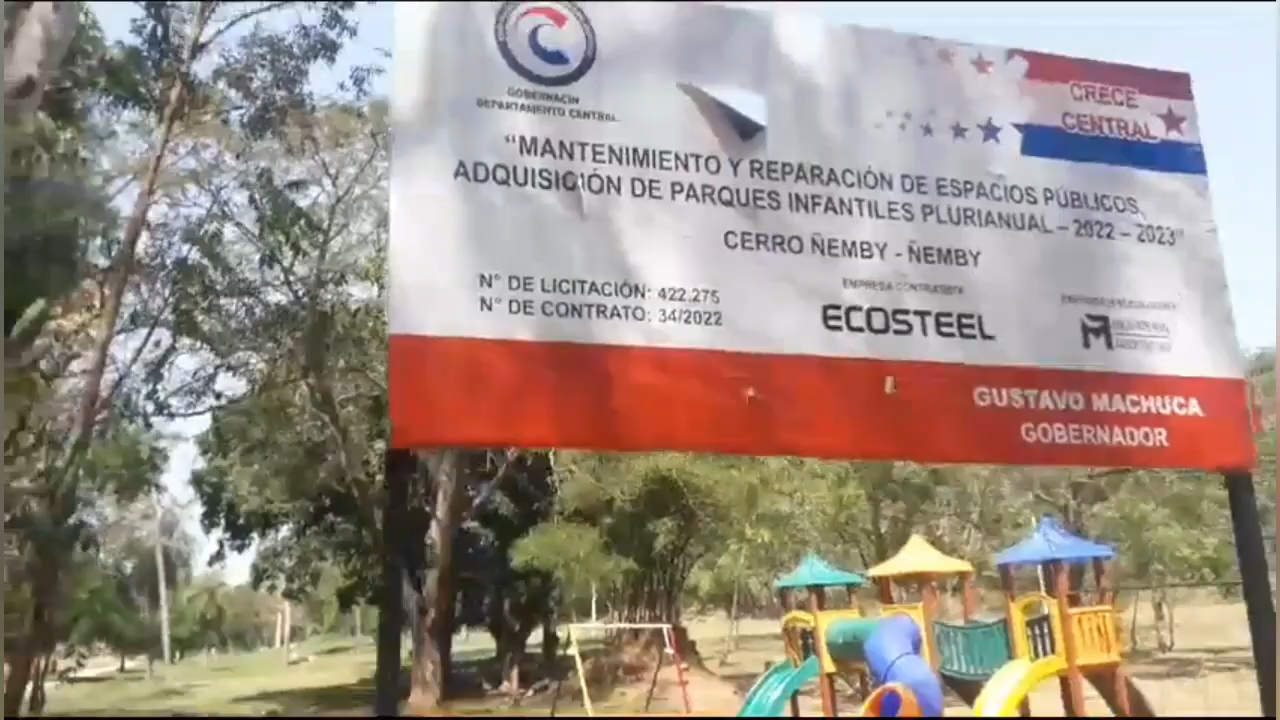 GOBERNACIN
DEPARTAMENTO CENTRAL
CRECE
CENTRAL
“MANTENIMIENTO Y REPARACIÓN DE ESPACIOS PÚBLICOS,
ADQUISICIÓN DE PARQUES INFANTILES PLURIANUAL – 2022 – 2023”
CERRO ÑEMBY - ÑEMBY
N° DE LICITACIÓN: 422.275
N° DE CONTRATO: 34/2022
EMPRESA CONTRATISTA
ECOSTEEL
GUSTAVO MACHUCA
GOBERNADOR